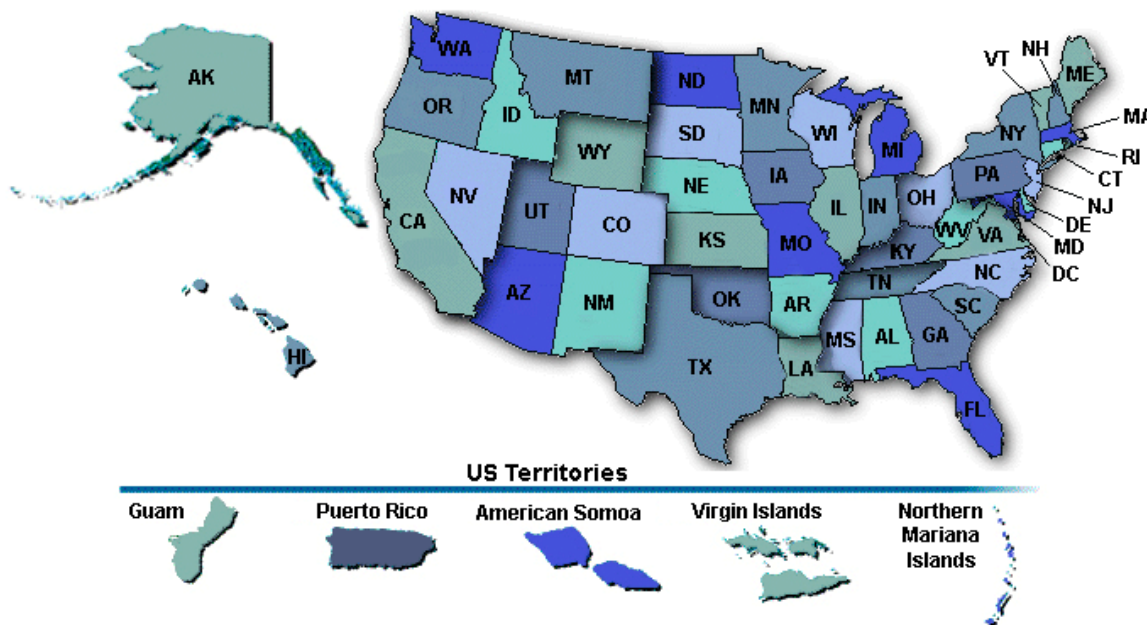 AK
HI
WA
OR
CA
ID
NV
MT
WY
UT
AZ
CO
NM
ND
SD
NE
KS
OK
TX
MN
IA
MO
AR
LA
WI
IL
MI
IN
OH
KY
TN
MS
AL
GA
FL
SC
NC
VA
WV
PA
NY
VT
NH
ME
MA
RI
CT
NJ
DE
MD
DC
US Territories
Guam
Puerto Rico
American Somoa
Virgin Islands
Northern
Mariana
Islands